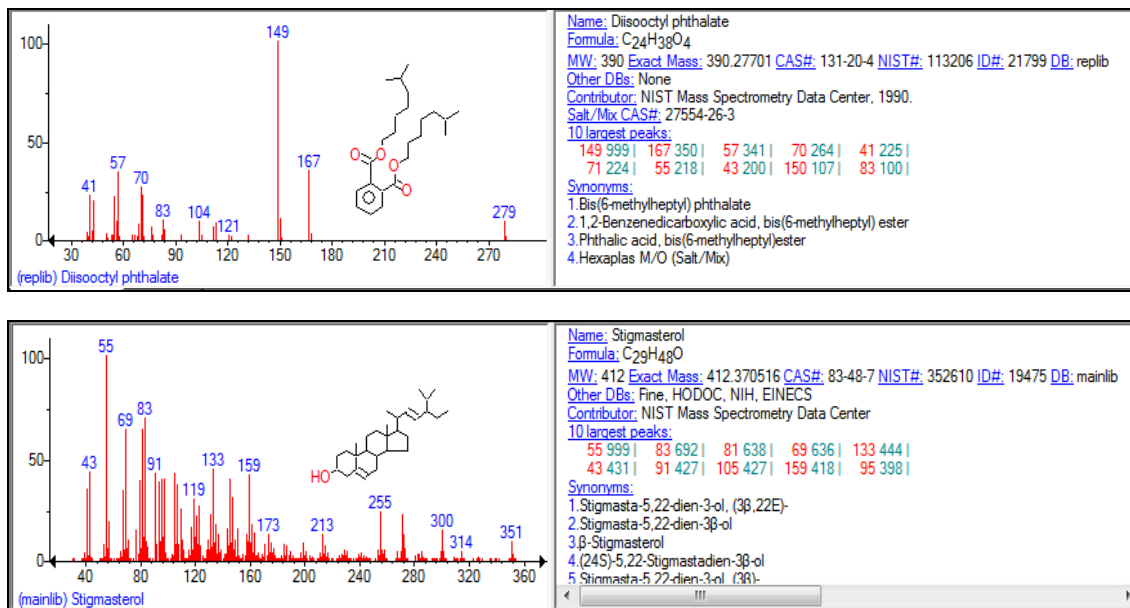 100
50
0
41
57
70
83
104
121
149
167
279
O
O
O
O
30 60 90 120 150 180 210 240 270
(replib) Diisooctyl phthalate
Name: Diisooctyl phthalate
Formula: C24H38O4
MW: 390 Exact Mass: 390.27701 CAS#: 131-20-4 NIST#: 113206 ID#: 21799 DB: replib
Other DBs: None
Contributor: NIST Mass Spectrometry Data Center, 1990.
Salt/Mix CAS#: 27554-26-3
10 largest peaks:
149 999 | 167 350 | 57 341 | 70 264 | 41 225 |
71 224 | 55 218 | 43 200 | 150 107 | 83 100 |
Synonyms:
1.Bis(6-methylheptyl) phthalate
2.1,2-Benzenedicarboxylic acid, bis(6-methylheptyl) ester
3.Phthalic acid, bis(6-methylheptyl)ester
4.Hexaplas M/O (Salt/Mix)
100
50
0
43
55
69
83
91
119
133
159
173
213
255
300
314
351
HO
40 80 120 160 200 240 280 320 360
(mainlib) Stigmasterol
Name: Stigmasterol
Formula: C29H48O
MW: 412 Exact Mass: 412.370516 CAS#: 83-48-7 NIST#: 352610 ID#: 19475 DB: mainlib
Other DBs: Fine, HODOC, NIH, EINECS
Contributor: NIST Mass Spectrometry Data Center
10 largest peaks:
55 999 | 83 692 | 81 638 | 69 636 | 133 444 |
43 431 | 91 427 | 105 427 | 159 418 | 95 398 |
Synonyms:
1.Stigmasta-5,22-dien-3-ol, (3β,22E)-
2.Stigmasta-5,22-dien-3β-ol
3.β-Stigmasterol
4.(24S)-5,22-Stigmastadien-3β-ol
5.Stigmasta-5,22-dien-3-ol, (3β)-